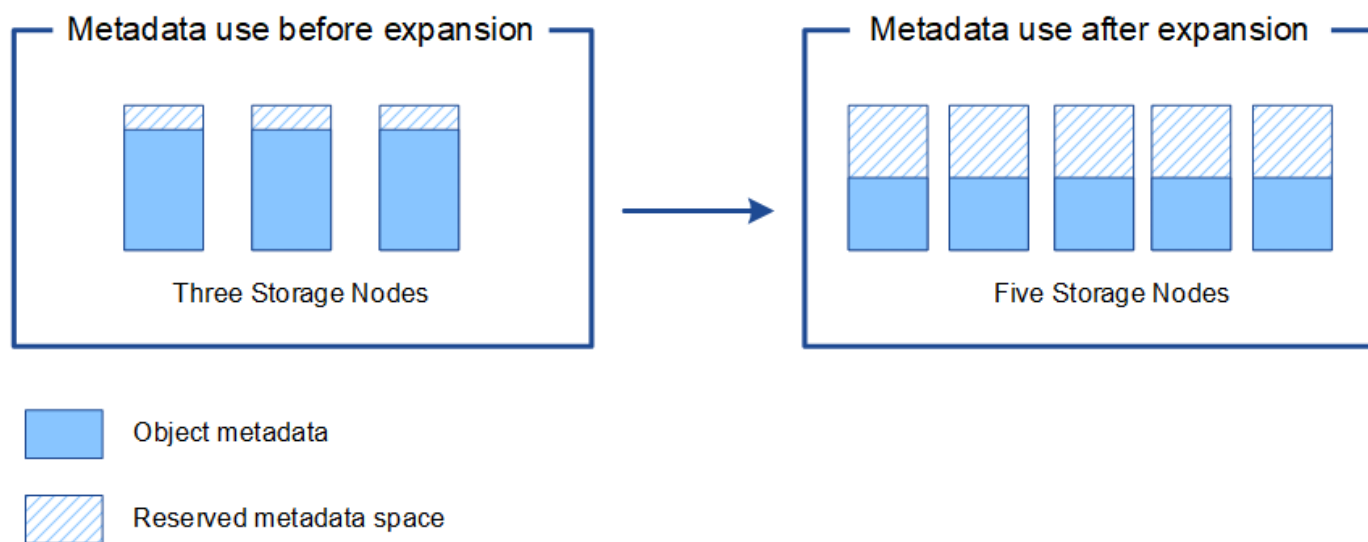 Metadata use before expansion
Metadata use after expansion
Three Storage Nodes
Five Storage Nodes
Object metadata
Reserved metadata space